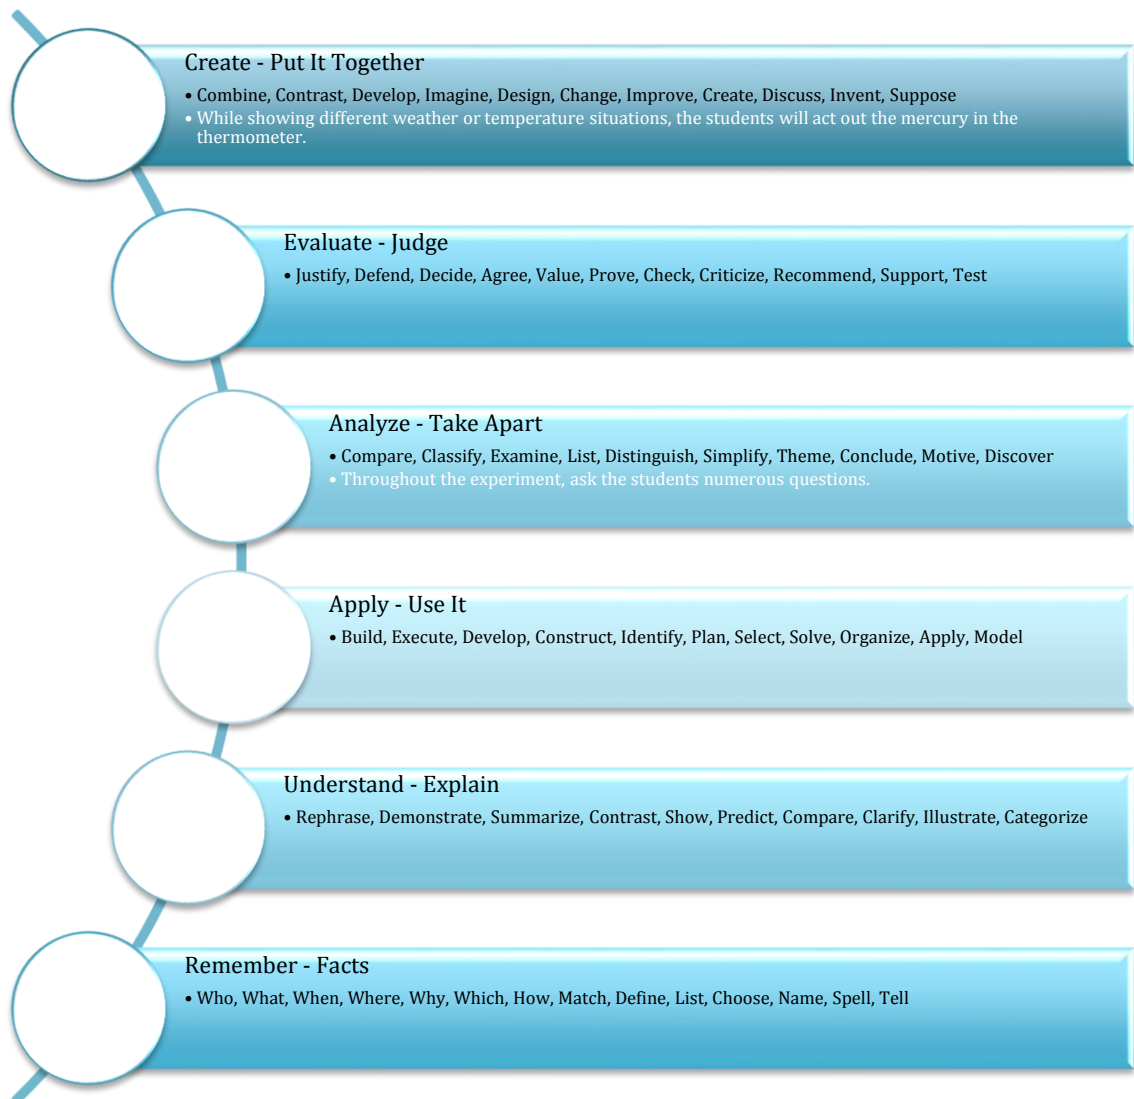 Create - Put It Together
• Combine, Contrast, Develop, Imagine, Design, Change, Improve, Create, Discuss, Invent, Suppose
• While showing different weather or temperature situations, the students will act out the mercury in the
thermometer.
Evaluate - Judge
• Justify, Defend, Decide, Agree, Value, Prove, Check, Criticize, Recommend, Support, Test
Analyze - Take Apart
• Compare, Classify, Examine, List, Distinguish, Simplify, Theme, Conclude, Motive, Discover
• Throughout the experiment, ask the students numerous questions.
Apply - Use It
• Build, Execute, Develop, Construct, Identify, Plan, Select, Solve, Organize, Apply, Model
Understand - Explain
• Rephrase, Demonstrate, Summarize, Contrast, Show, Predict, Compare, Clarify, Illustrate, Categorize
Remember - Facts
• Who, What, When, Where, Why, Which, How, Match, Define, List, Choose, Name, Spell, Tell